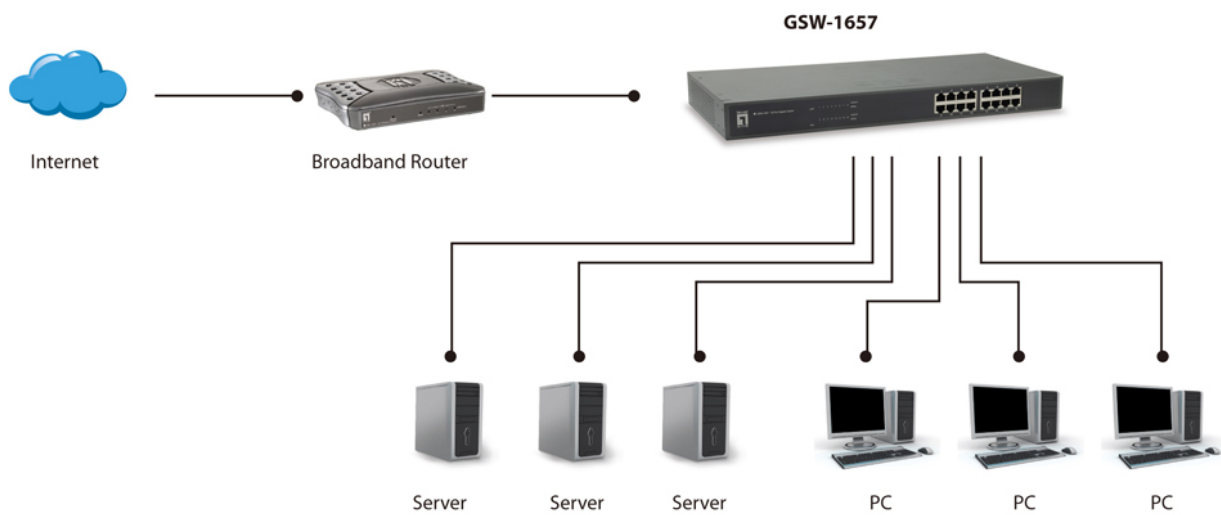 GSW-1657
Internet
Broadband Router
Server
Server
Server
PC
PC
PC